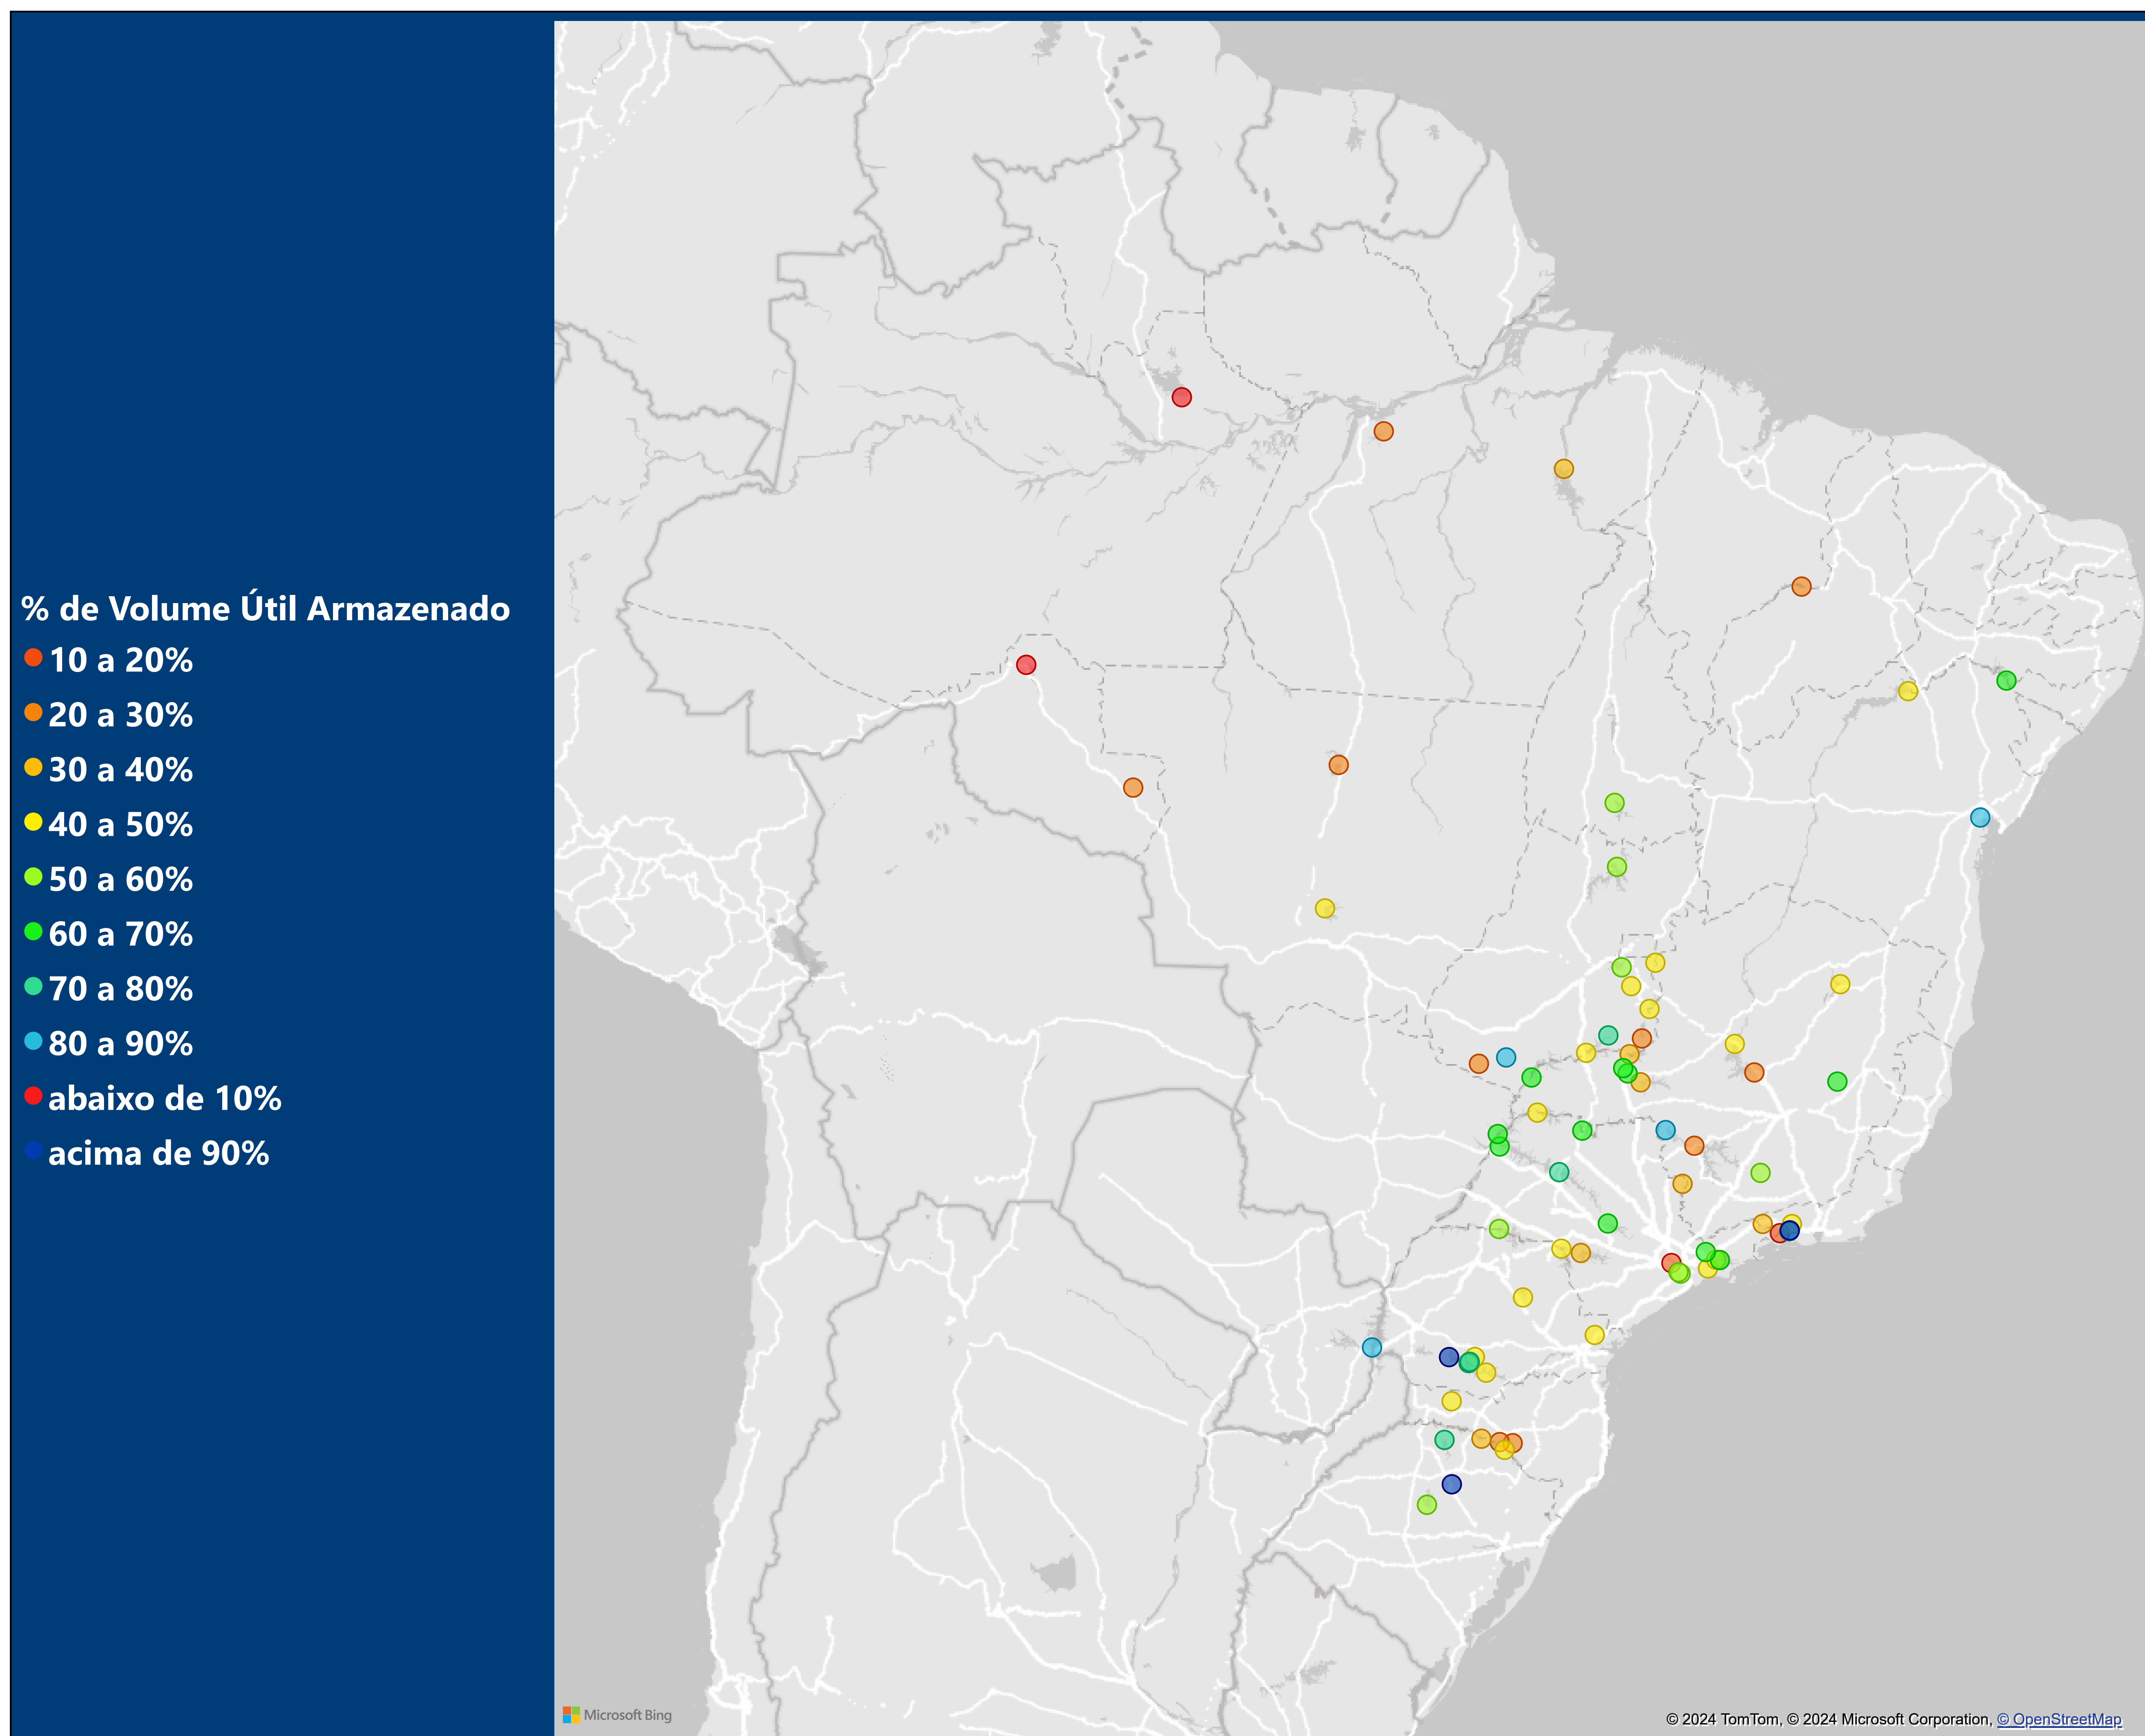 % de Volume Útil Armazenado
10 a 20%
20 a 30%
30 a 40%
40 a 50%
50 a 60%
60 a 70%
70 a 80%
80 a 90%
abaixo de 10%
acima de 90%
Microsoft Bing
© 2024 TomTom, © 2024 Microsoft Corporation, © OpenStreetMap